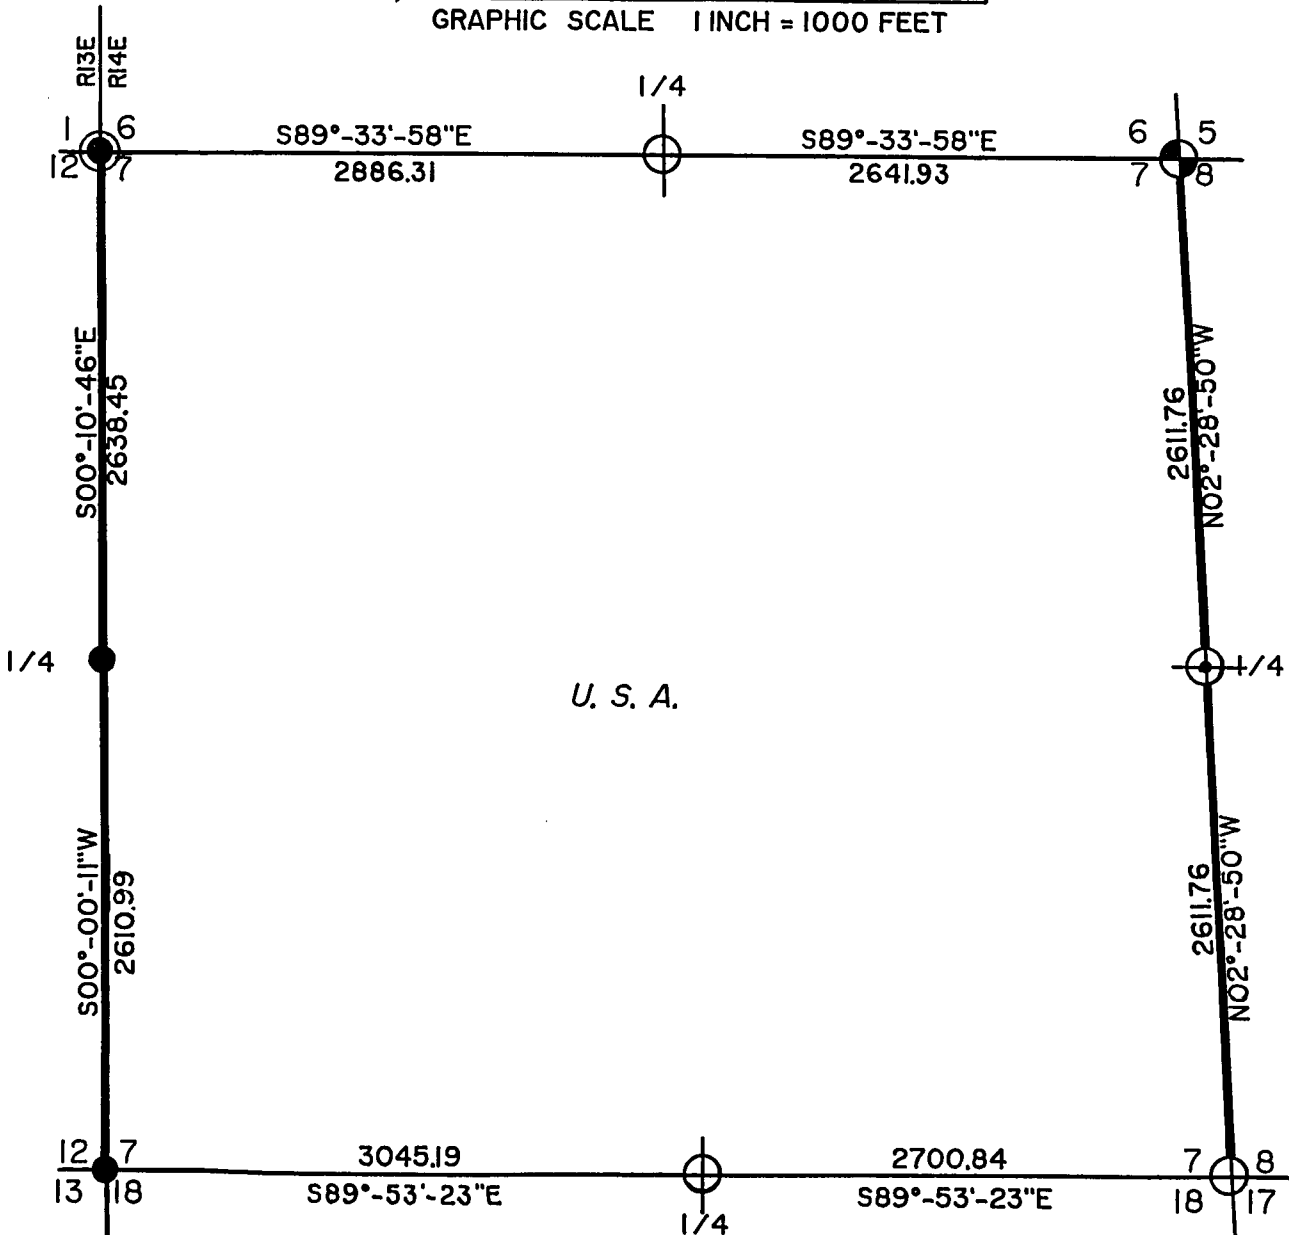 GRAPHIC SCALE 1 INCH = 1000 FEET
R13E
R14E
1/4
1 6
12 7
S89°-33'-58"E
2886.31
S89°-33'-58"E
2641.93
6 5
7 8
S00°-10'-46"E
2638.45
2611.76
N02°-28'-50"W
1/4
U. S. A.
1/4
S00°-00'-11"W
2610.99
2611.76
N02°-28'-50"W
12 7
13 18
3045.19
S89°-53'-23"E
1/4
2700.84
S89°-53'-23"E
7 8
18 17